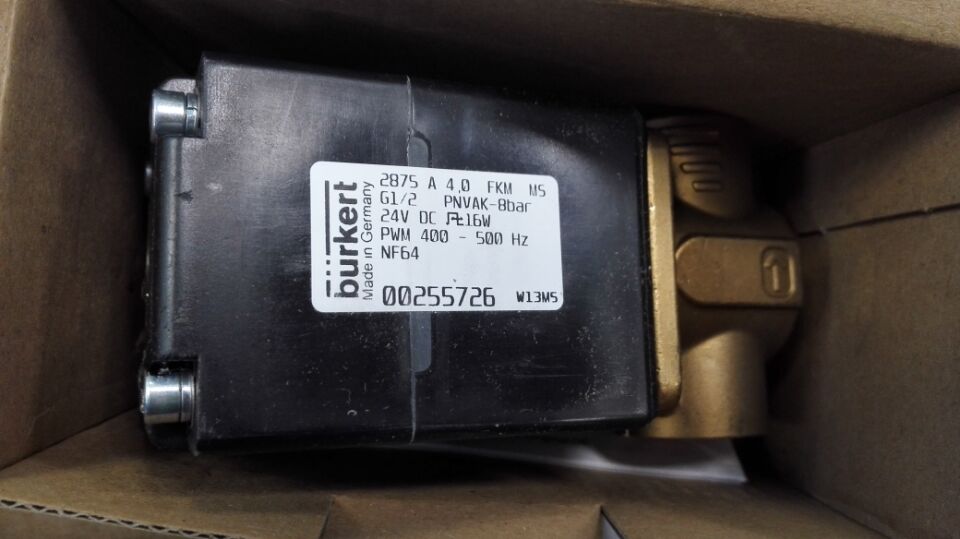 bürkert
Made in Germany
2875 A 4,0 FKM MS
G1/2 PNVAK-8bar
24V DC 16W
PWM 400 - 500 Hz
NF64
00255726 W13MS
1